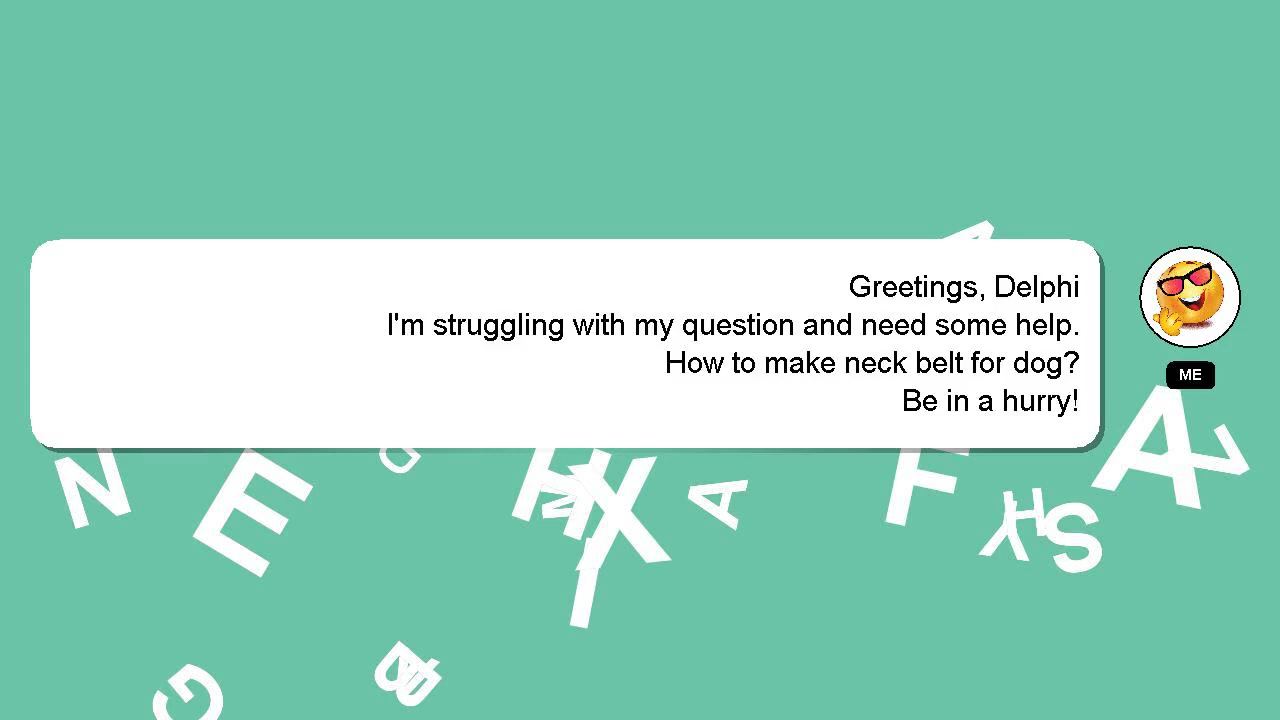 Greetings, Delphi
I'm struggling with my question and need some help.
How to make neck belt for dog?
Be in a hurry!
ME
N
E
D
H
X
A
F
H
S
A
Z
I
G
B